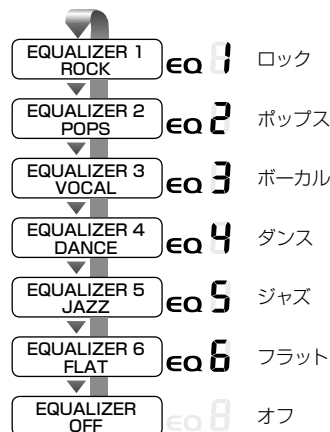 EQUALIZER 1
ROCK
EQ 1 ロック
EQUALIZER 2
POPS
EQ 2 ポップス
EQUALIZER 3
VOCAL
EQ 3 ボーカル
EQUALIZER 4
DANCE
EQ 4 ダンス
EQUALIZER 5
JAZZ
EQ 5 ジャズ
EQUALIZER 6
FLAT
EQ 6 フラット
EQUALIZER
OFF
EQ 8 オフ